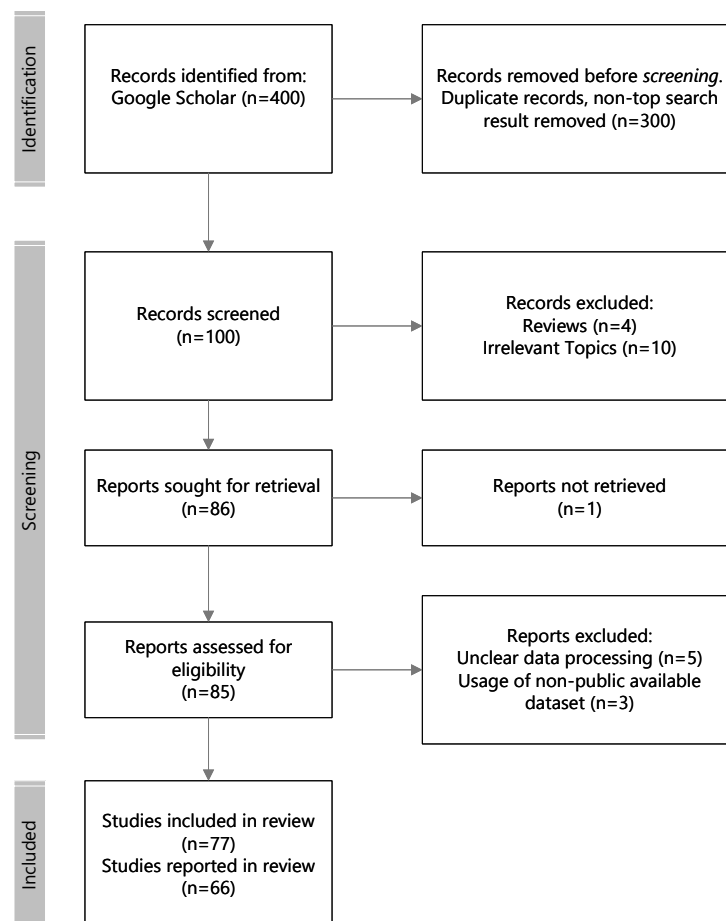 Identification
Records identified from:
Google Scholar (n=400)
Records removed before screening.
Duplicate records, non-top search
result removed (n=300)
Screening
Records screened
(n=100)
Records excluded:
Reviews (n=4)
Irrelevant Topics (n=10)
Reports sought for retrieval
(n=86)
Reports not retrieved
(n=1)
Reports assessed for
eligibility
(n=85)
Reports excluded:
Unclear data processing (n=5)
Usage of non-public available
dataset (n=3)
Included
Studies included in review
(n=77)
Studies reported in review
(n=66)